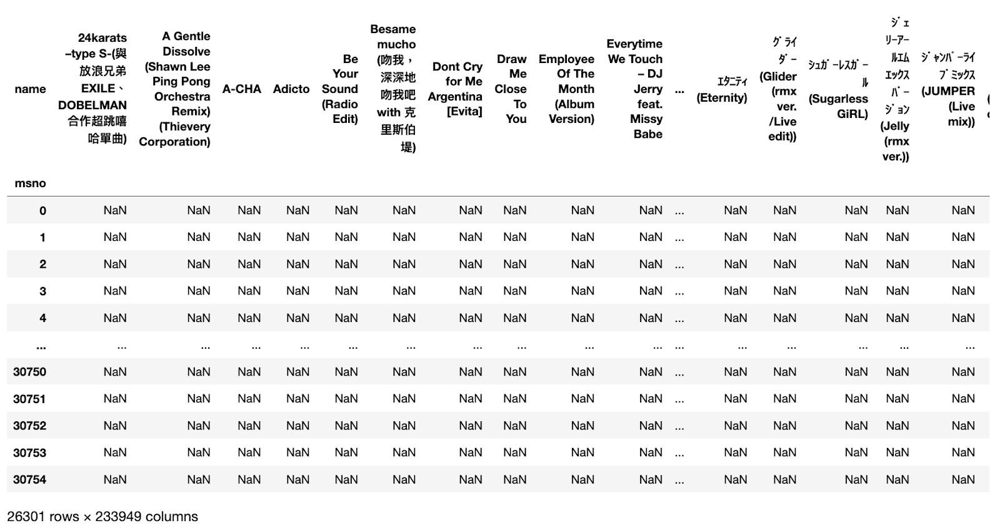 name 24karats –type S-(與放浪兄弟 EXILE、DOBELMAN 合作超跳嘻哈單曲) A Gentle Dissolve (Shawn Lee Ping Pong Orchestra Remix) (Thievery Corporation) A-CHA Adicto Be Your Sound (Radio Edit) Besame mucho (吻我，深深地吻我吧 with 克里斯伯堤) Dont Cry for Me Argentina [Evita] Draw Me Close To You Employee Of The Month (Album Version) Everytime We Touch – DJ Jerry feat. Missy Babe ... ｴﾀﾆﾃｨ (Eternity) ｸﾞﾗｲﾀﾞｰ (Glider (rmx ver. /Live edit)) ｼｭｶﾞｰﾚｽｶﾞｰﾙ (Sugarless GiRL) ｼﾞｪﾘｰｱｰﾙｴﾑｴｯｸｽﾊﾞｰｼﾞｮﾝ (Jelly (rmx ver.)) ｼﾞｬﾝﾊﾟｰﾗｲﾌﾞﾐｯｸｽ (JUMPER (Live mix))
msno
0 NaN NaN NaN NaN NaN NaN NaN NaN NaN NaN ... NaN NaN NaN NaN NaN
1 NaN NaN NaN NaN NaN NaN NaN NaN NaN NaN ... NaN NaN NaN NaN NaN
2 NaN NaN NaN NaN NaN NaN NaN NaN NaN NaN ... NaN NaN NaN NaN NaN
3 NaN NaN NaN NaN NaN NaN NaN NaN NaN NaN ... NaN NaN NaN NaN NaN
4 NaN NaN NaN NaN NaN NaN NaN NaN NaN NaN ... NaN NaN NaN NaN NaN
... ... ... ... ... ... ... ... ... ... ... ... ... ... ... ... ...
30750 NaN NaN NaN NaN NaN NaN NaN NaN NaN NaN ... NaN NaN NaN NaN NaN
30751 NaN NaN NaN NaN NaN NaN NaN NaN NaN NaN ... NaN NaN NaN NaN NaN
30752 NaN NaN NaN NaN NaN NaN NaN NaN NaN NaN ... NaN NaN NaN NaN NaN
30753 NaN NaN NaN NaN NaN NaN NaN NaN NaN NaN ... NaN NaN NaN NaN NaN
30754 NaN NaN NaN NaN NaN NaN NaN NaN NaN NaN ... NaN NaN NaN NaN NaN
26301 rows × 233949 columns